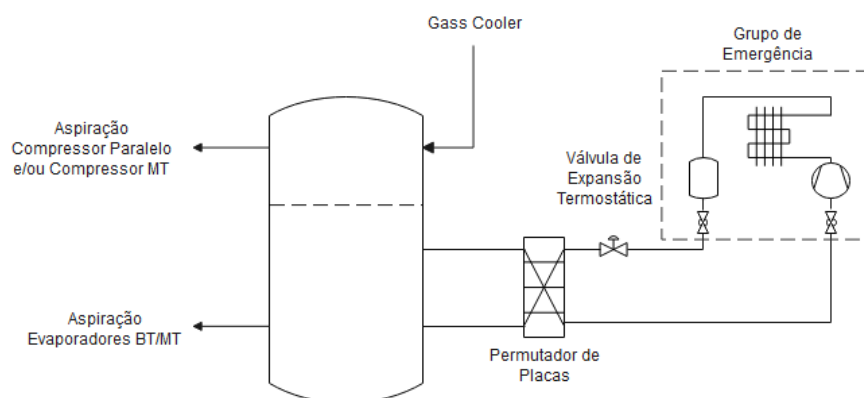 Gass Cooler
Grupo de
Emergência
Aspiração
Compressor Paralelo
e/ou Compressor MT
Válvula de
Expansão
Termostática
Aspiração
Evaporadores BT/MT
Permutador de
Placas